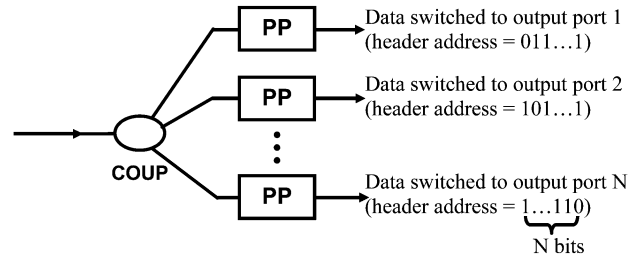 PP
Data switched to output port 1
(header address = 011…1)
PP
Data switched to output port 2
(header address = 101…1)
COUP
PP
Data switched to output port N
(header address = 1…110)
N bits